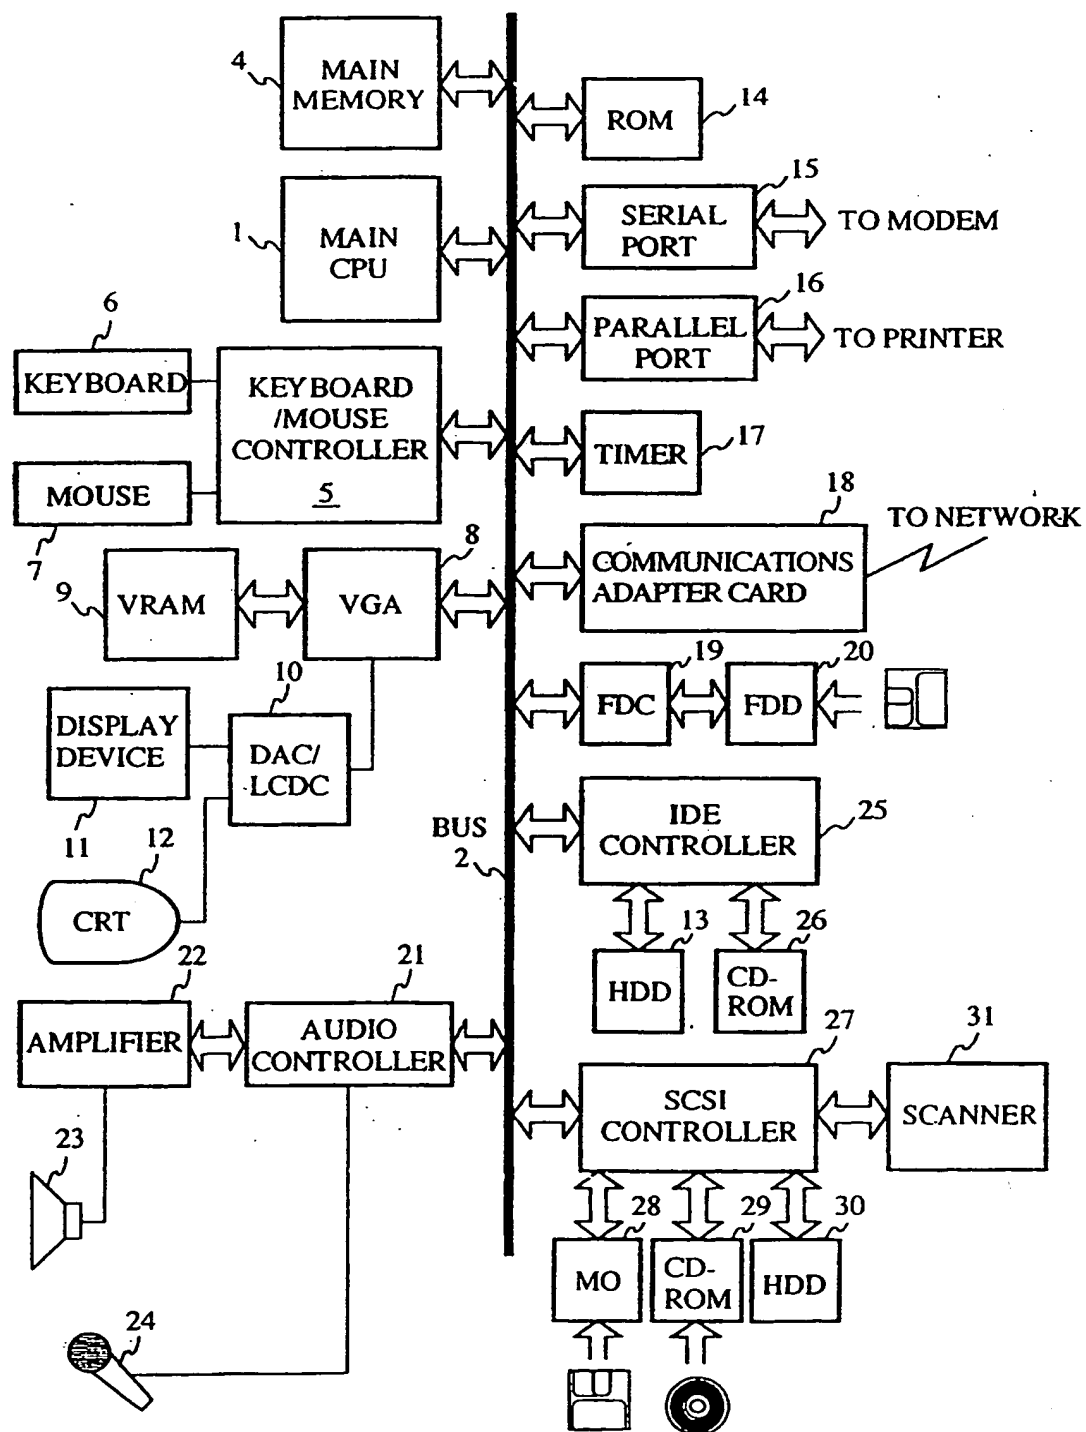 4
MAIN
MEMORY
14
ROM
15
SERIAL
PORT
TO MODEM
1
MAIN
CPU
16
PARALLEL
PORT
TO PRINTER
6
KEYBOARD
KEYBOARD
/MOUSE
CONTROLLER
5
MOUSE
7
TIMER
17
18
COMMUNICATIONS
ADAPTER CARD
TO NETWORK
9
VRAM
VGA
8
19
FDC
20
FDD
10
DISPLAY
DEVICE
11
DAC/
LCDC
BUS
2
IDE
CONTROLLER
25
12
CRT
13
HDD
26
CD-
ROM
22
AMPLIFIER
21
AUDIO
CONTROLLER
27
SCSI
CONTROLLER
31
SCANNER
23
28
MO
29
CD-
ROM
30
HDD
24